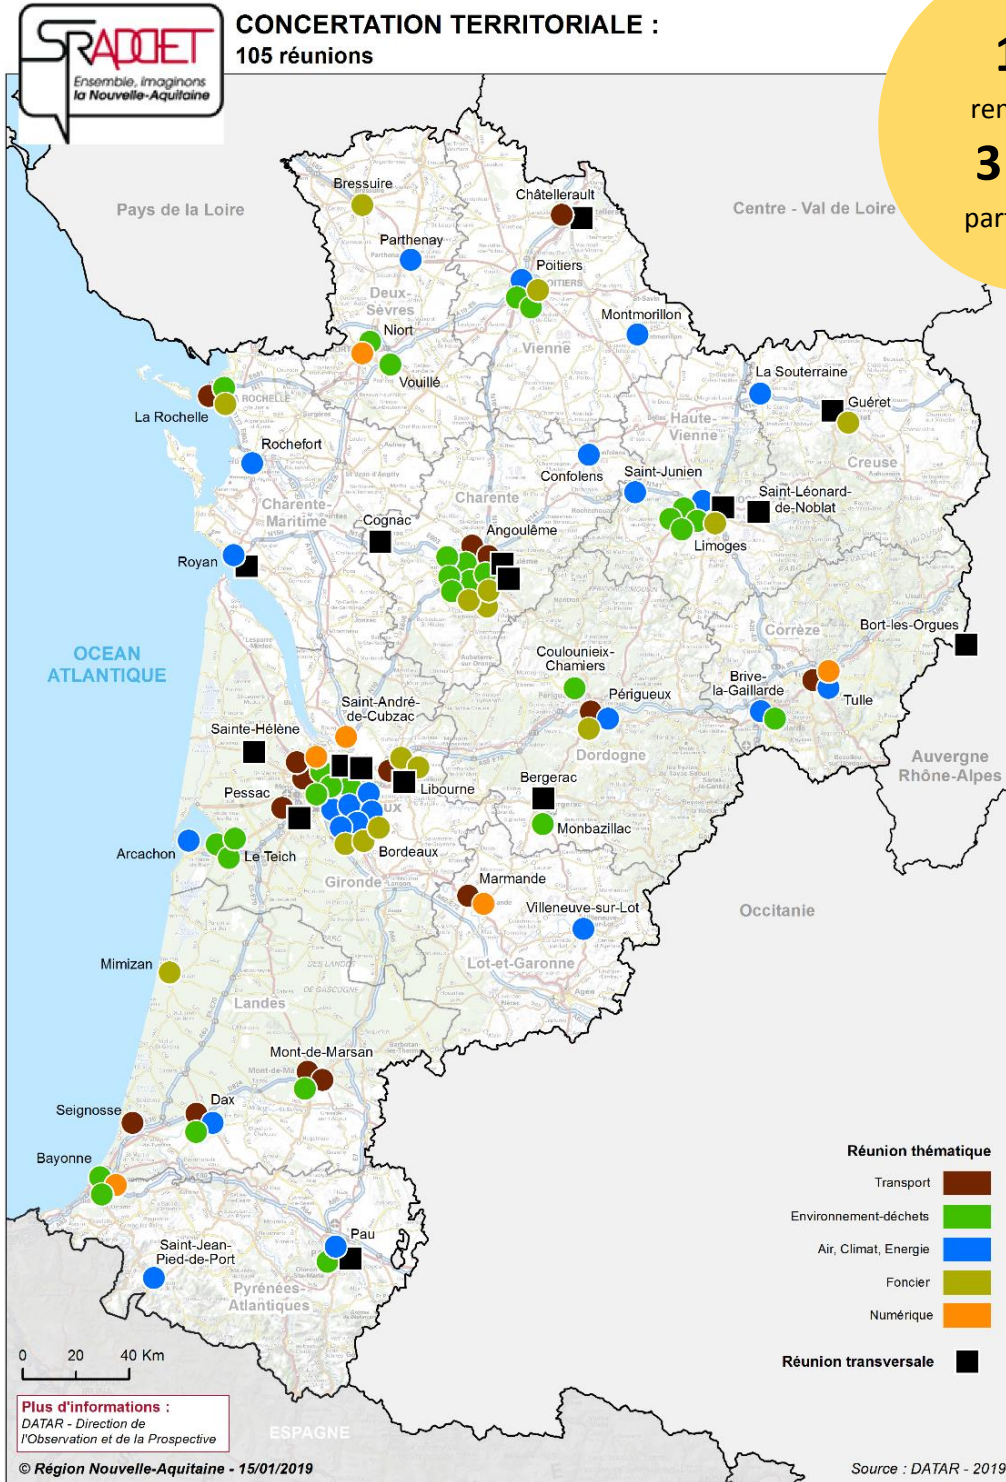 SRADDET
Ensemble, imaginons
la Nouvelle-Aquitaine
CONCERTATION TERRITORIALE :
105 réunions
1
ren
3
par
Pays de la Loire
Centre - Val de Loire
Bressuire
Châtellerault
Parthenay
Poitiers
Deux-
Sèvres
Montmorillon
Niort
Vienne
Vouillé
La Souterraine
Guéret
La Rochelle
Haute-
Vienne
Rochefort
Creuse
Confolens
Saint-Junien
Charente-
Maritime
Charente
Saint-Léonard-
de-Noblat
Cognac
Angoulême
Limoges
Royan
Corrèze
Bort-les-Orgues
OCEAN
ATLANTIQUE
Coulounieix-
Chamiers
Brive-
la-Gaillarde
Périgueux
Tulle
Saint-André-
de-Cubzac
Sainte-Hélène
Dordogne
Auvergne
Rhône-Alpes
Bergerac
Pessac
Libourne
Monbazillac
Arcachon
Le Teich
Bordeaux
Gironde
Marmande
Villeneuve-sur-Lot
Occitanie
Mimizan
Lot-et-Garonne
Landes
Mont-de-Marsan
Seignosse
Dax
Bayonne
Saint-Jean-
Pied-de-Port
Pau
Pyrénées-
Atlantiques
Réunion thématique
Transport
Environnement-déchets
Air, Climat, Energie
Foncier
Numérique
Réunion transversale
0 20 40 Km
Plus d'informations :
DATAR - Direction de
l'Observation et de la Prospective
ESPAGNE
© Région Nouvelle-Aquitaine - 15/01/2019
Source : DATAR - 2019